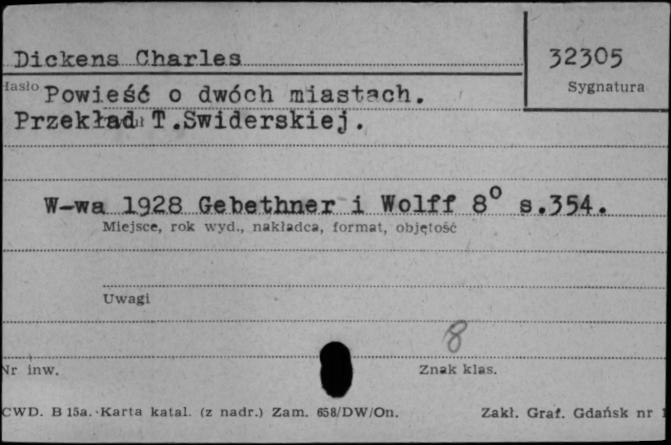 Dickens Charles
32305
Sygnatura
Hasło
Powieść o dwóch miastach.
Przekład T.Swiderskiej.
W-wa 1928 Gebethner i Wolff 8° s.354.
Miejsce, rok wyd., nakładca, format, objętość
Uwagi
8
Nr inw.
Znak klas.
CWD. B 15a. Karta katal. (z nadr.) Zam. 658/DW/On.
Zakł. Graf. Gdańsk nr